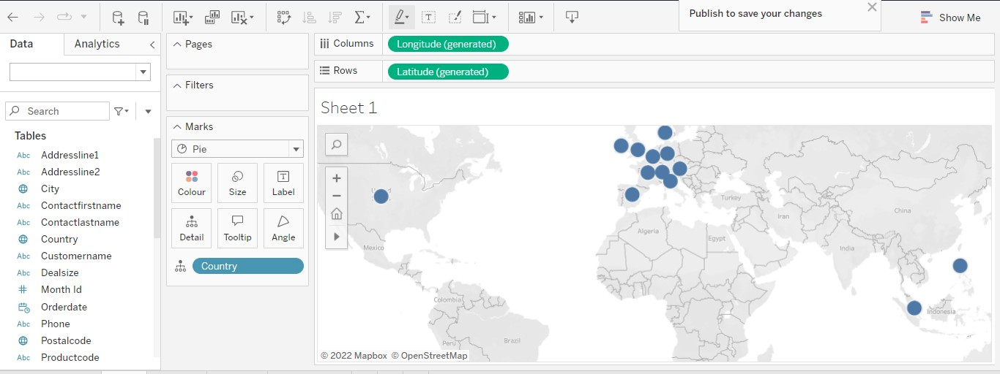 Publish to save your changes
Show Me
Data
Analytics
Search
Tables
Abc Addressline1
Abc Addressline2
City
Abc Contactfirstname
Abc Contactlastname
Country
Abc Customername
Abc Dealsize
Month Id
Orderdate
Abc Phone
Postalcode
Abc Productcode
Pages
Filters
Marks
Pie
Colour
Size
Label
Detail
Tooltip
Angle
Country
Columns
Longitude (generated)
Rows
Latitude (generated)
Sheet 1
Mexico
Colombia
Peru
Brazil
Algeria
Egypt
Turkey
Iran
India
China
Indonesia
© 2022 Mapbox © OpenStreetMap